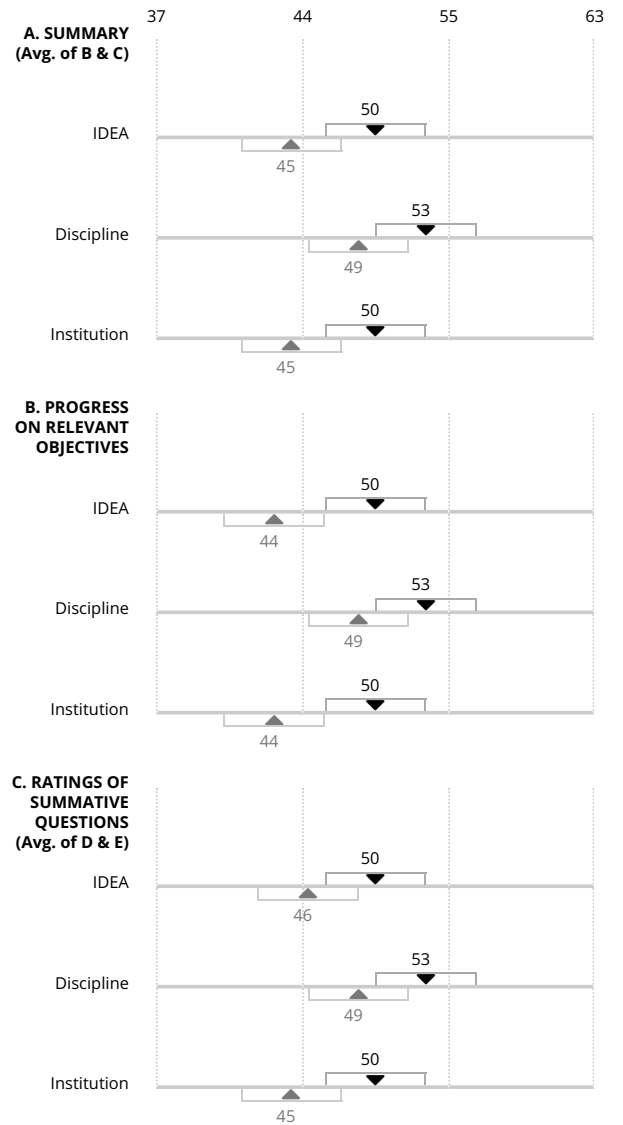 37 44 55 63
A. SUMMARY
(Avg. of B & C)
50
IDEA
45
53
Discipline
49
50
Institution
45
B. PROGRESS
ON RELEVANT
OBJECTIVES
50
IDEA
44
53
Discipline
49
50
Institution
44
C. RATINGS OF
SUMMATIVE
QUESTIONS
(Avg. of D & E)
50
IDEA
46
53
Discipline
49
50
Institution
45